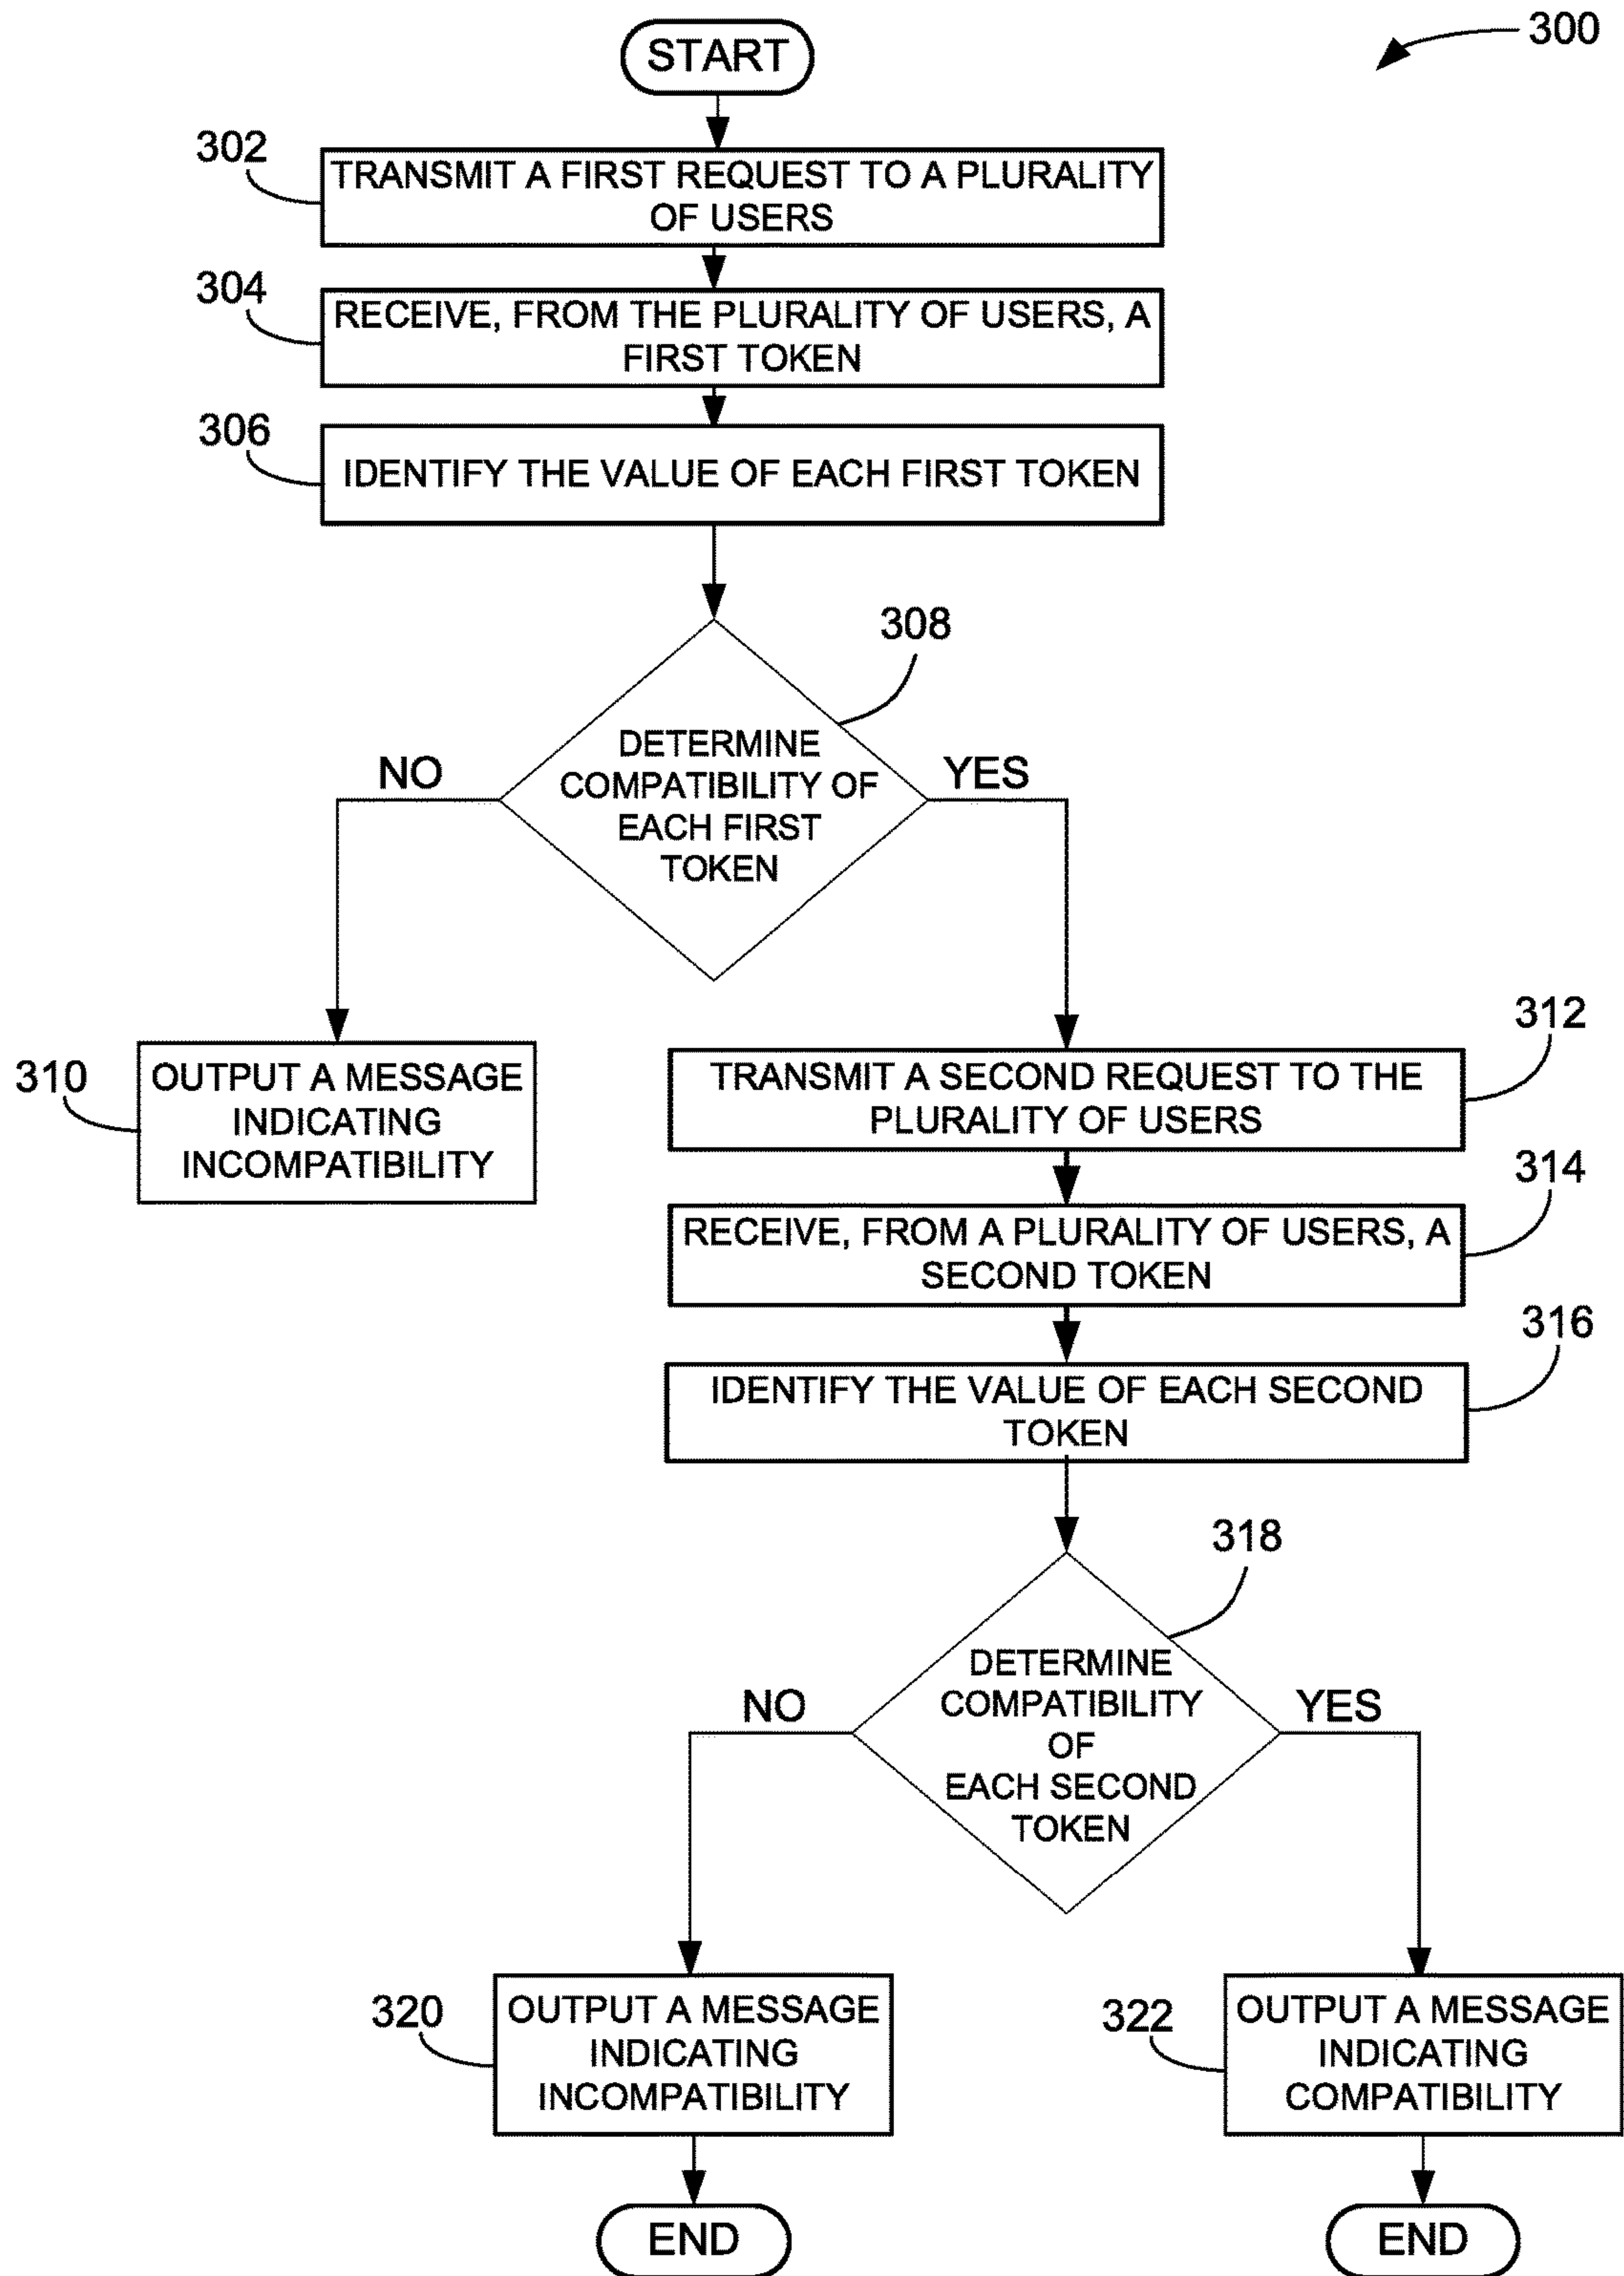 START
300
302
TRANSMIT A FIRST REQUEST TO A PLURALITY
OF USERS
304
RECEIVE, FROM THE PLURALITY OF USERS, A
FIRST TOKEN
306
IDENTIFY THE VALUE OF EACH FIRST TOKEN
308
DETERMINE
COMPATIBILITY OF
EACH FIRST
TOKEN
NO
YES
310
OUTPUT A MESSAGE
INDICATING
INCOMPATIBILITY
312
TRANSMIT A SECOND REQUEST TO THE
PLURALITY OF USERS
314
RECEIVE, FROM A PLURALITY OF USERS, A
SECOND TOKEN
316
IDENTIFY THE VALUE OF EACH SECOND
TOKEN
318
DETERMINE
COMPATIBILITY
OF
EACH SECOND
TOKEN
NO
YES
320
OUTPUT A MESSAGE
INDICATING
INCOMPATIBILITY
322
OUTPUT A MESSAGE
INDICATING
COMPATIBILITY
END
END